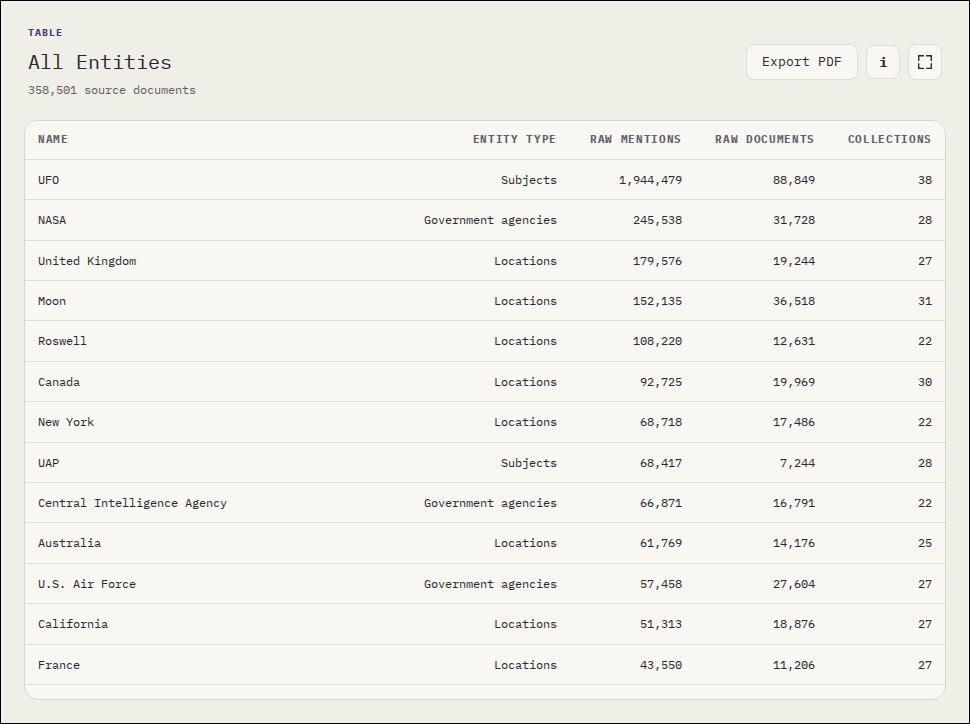 TABLE
All Entities
358,501 source documents
Export PDF i
NAME ENTITY TYPE RAW MENTIONS RAW DOCUMENTS COLLECTIONS
UFO Subjects 1,944,479 88,849 38
NASA Government agencies 245,538 31,728 28
United Kingdom Locations 179,576 19,244 27
Moon Locations 152,135 36,518 31
Roswell Locations 108,220 12,631 22
Canada Locations 92,725 19,969 30
New York Locations 68,718 17,486 22
UAP Subjects 68,417 7,244 28
Central Intelligence Agency Government agencies 66,871 16,791 22
Australia Locations 61,769 14,176 25
U.S. Air Force Government agencies 57,458 27,604 27
California Locations 51,313 18,876 27
France Locations 43,550 11,206 27